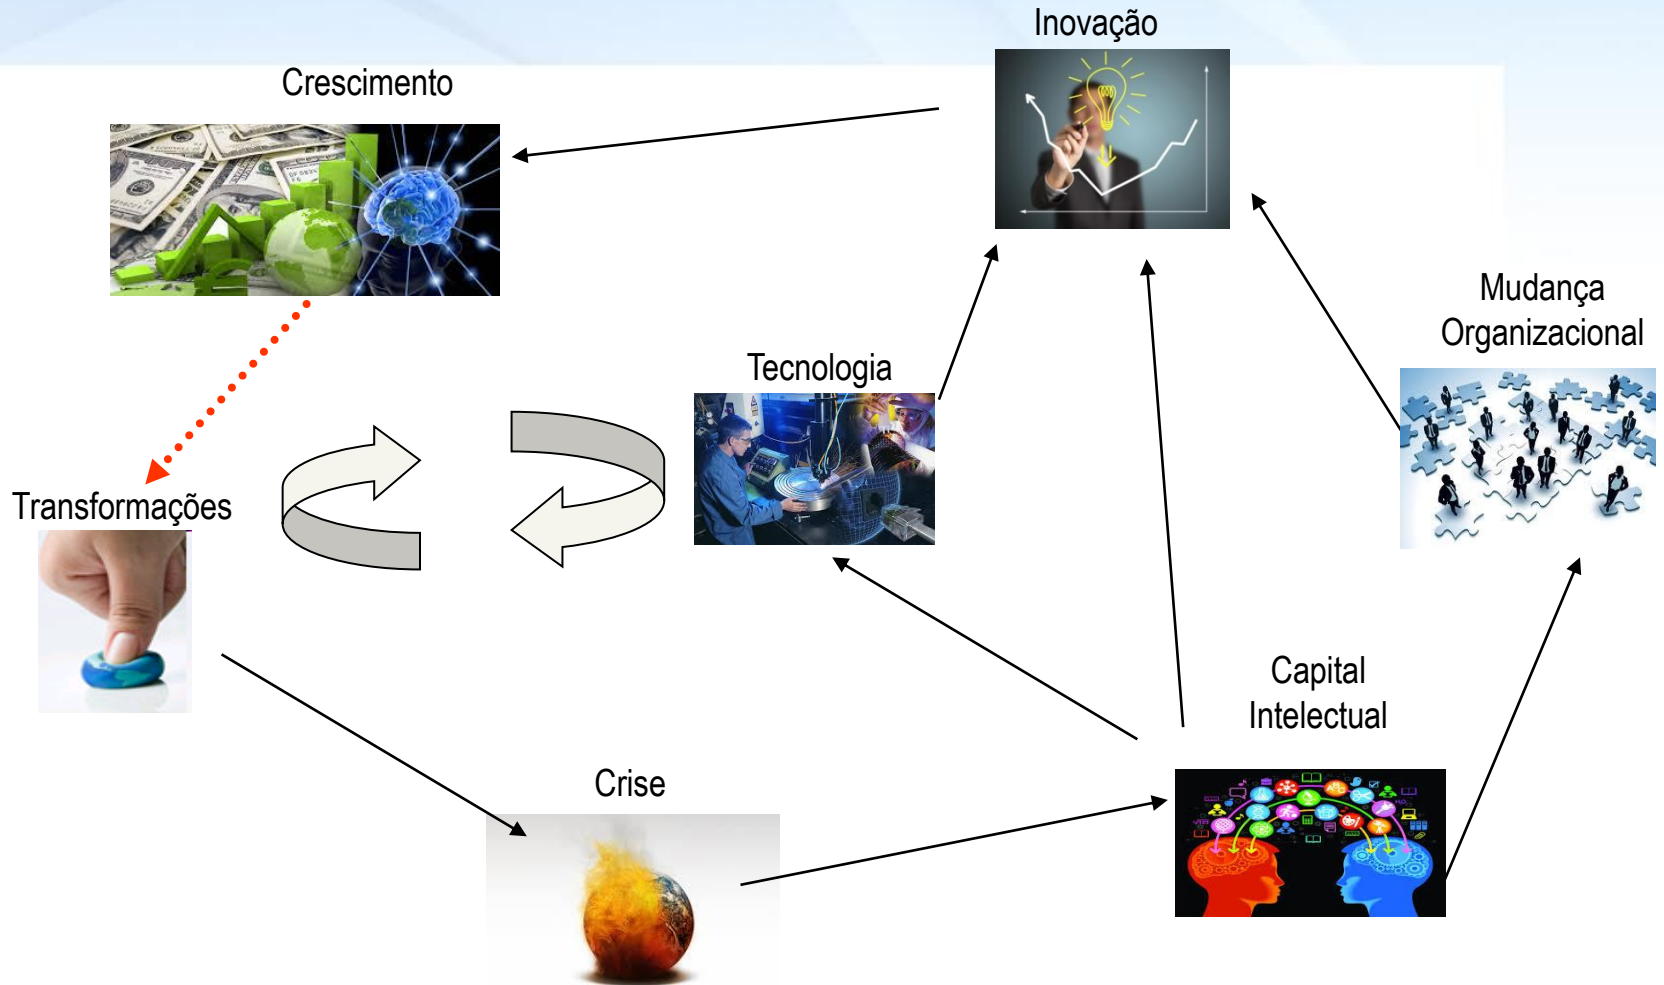 Inovação
Crescimento
Mudança
Organizacional
Tecnologia
Transformações
Capital
Intelectual
Crise